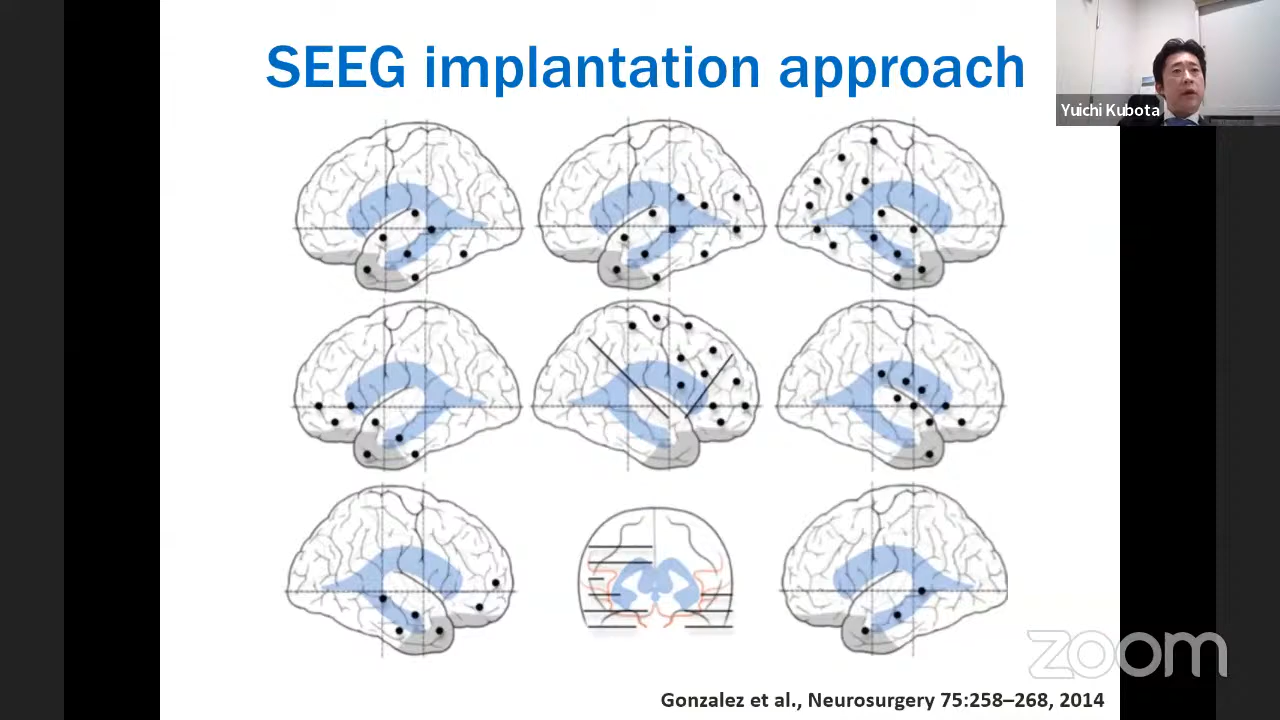 SEEG implantation approach
Yuichi Kubota
zoom
Gonzalez et al., Neurosurgery 75:258–268, 2014